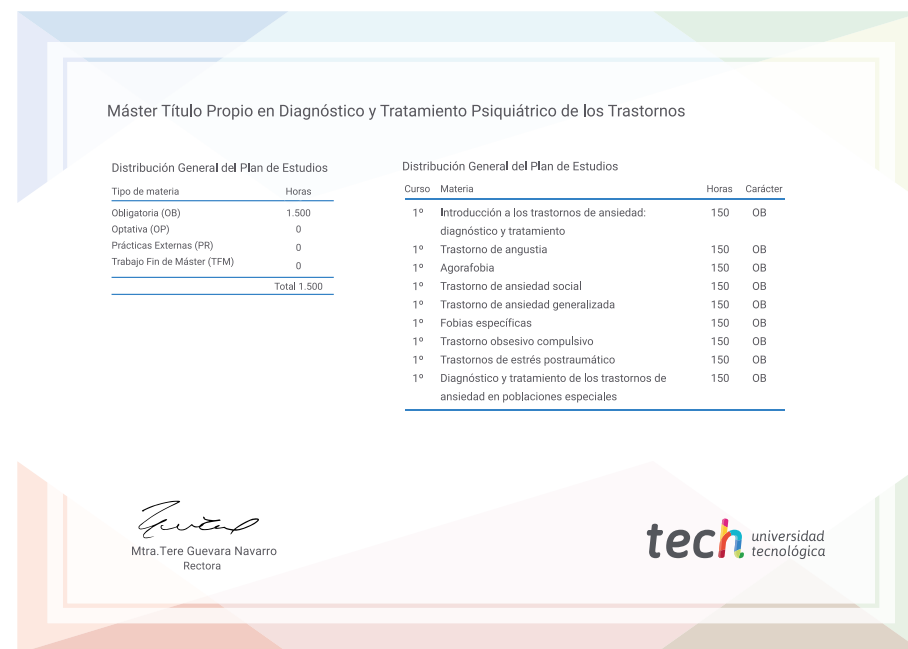 Máster Título Propio en Diagnóstico y Tratamiento Psiquiátrico de los Trastornos
Distribución General del Plan de Estudios
Tipo de materia Horas
Obligatoria (OB) 1.500
Optativa (OP) 0
Prácticas Externas (PR) 0
Trabajo Fin de Máster (TFM) 0
Total 1.500
Distribución General del Plan de Estudios
Curso Materia Horas Carácter
1º Introducción a los trastornos de ansiedad: 150 OB
diagnóstico y tratamiento
1º Trastorno de angustia 150 OB
1º Agorafobia 150 OB
1º Trastorno de ansiedad social 150 OB
1º Trastorno de ansiedad generalizada 150 OB
1º Fobias específicas 150 OB
1º Trastorno obsesivo compulsivo 150 OB
1º Trastornos de estrés postraumático 150 OB
1º Diagnóstico y tratamiento de los trastornos de 150 OB
ansiedad en poblaciones especiales
Mtra.Tere Guevara Navarro
Rectora
tech universidad
tecnológica